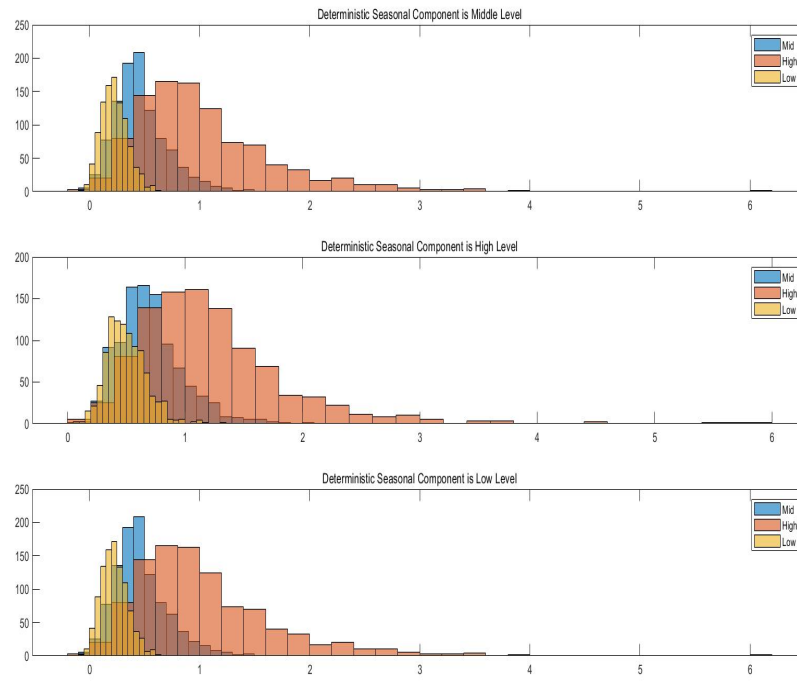 Deterministic Seasonal Component is Middle Level
250
200
150
100
50
0
Mid
High
Low
0 1 2 3 4 5 6
Deterministic Seasonal Component is High Level
200
150
100
50
0
Mid
High
Low
0 1 2 3 4 5 6
Deterministic Seasonal Component is Low Level
250
200
150
100
50
0
Mid
High
Low
0 1 2 3 4 5 6